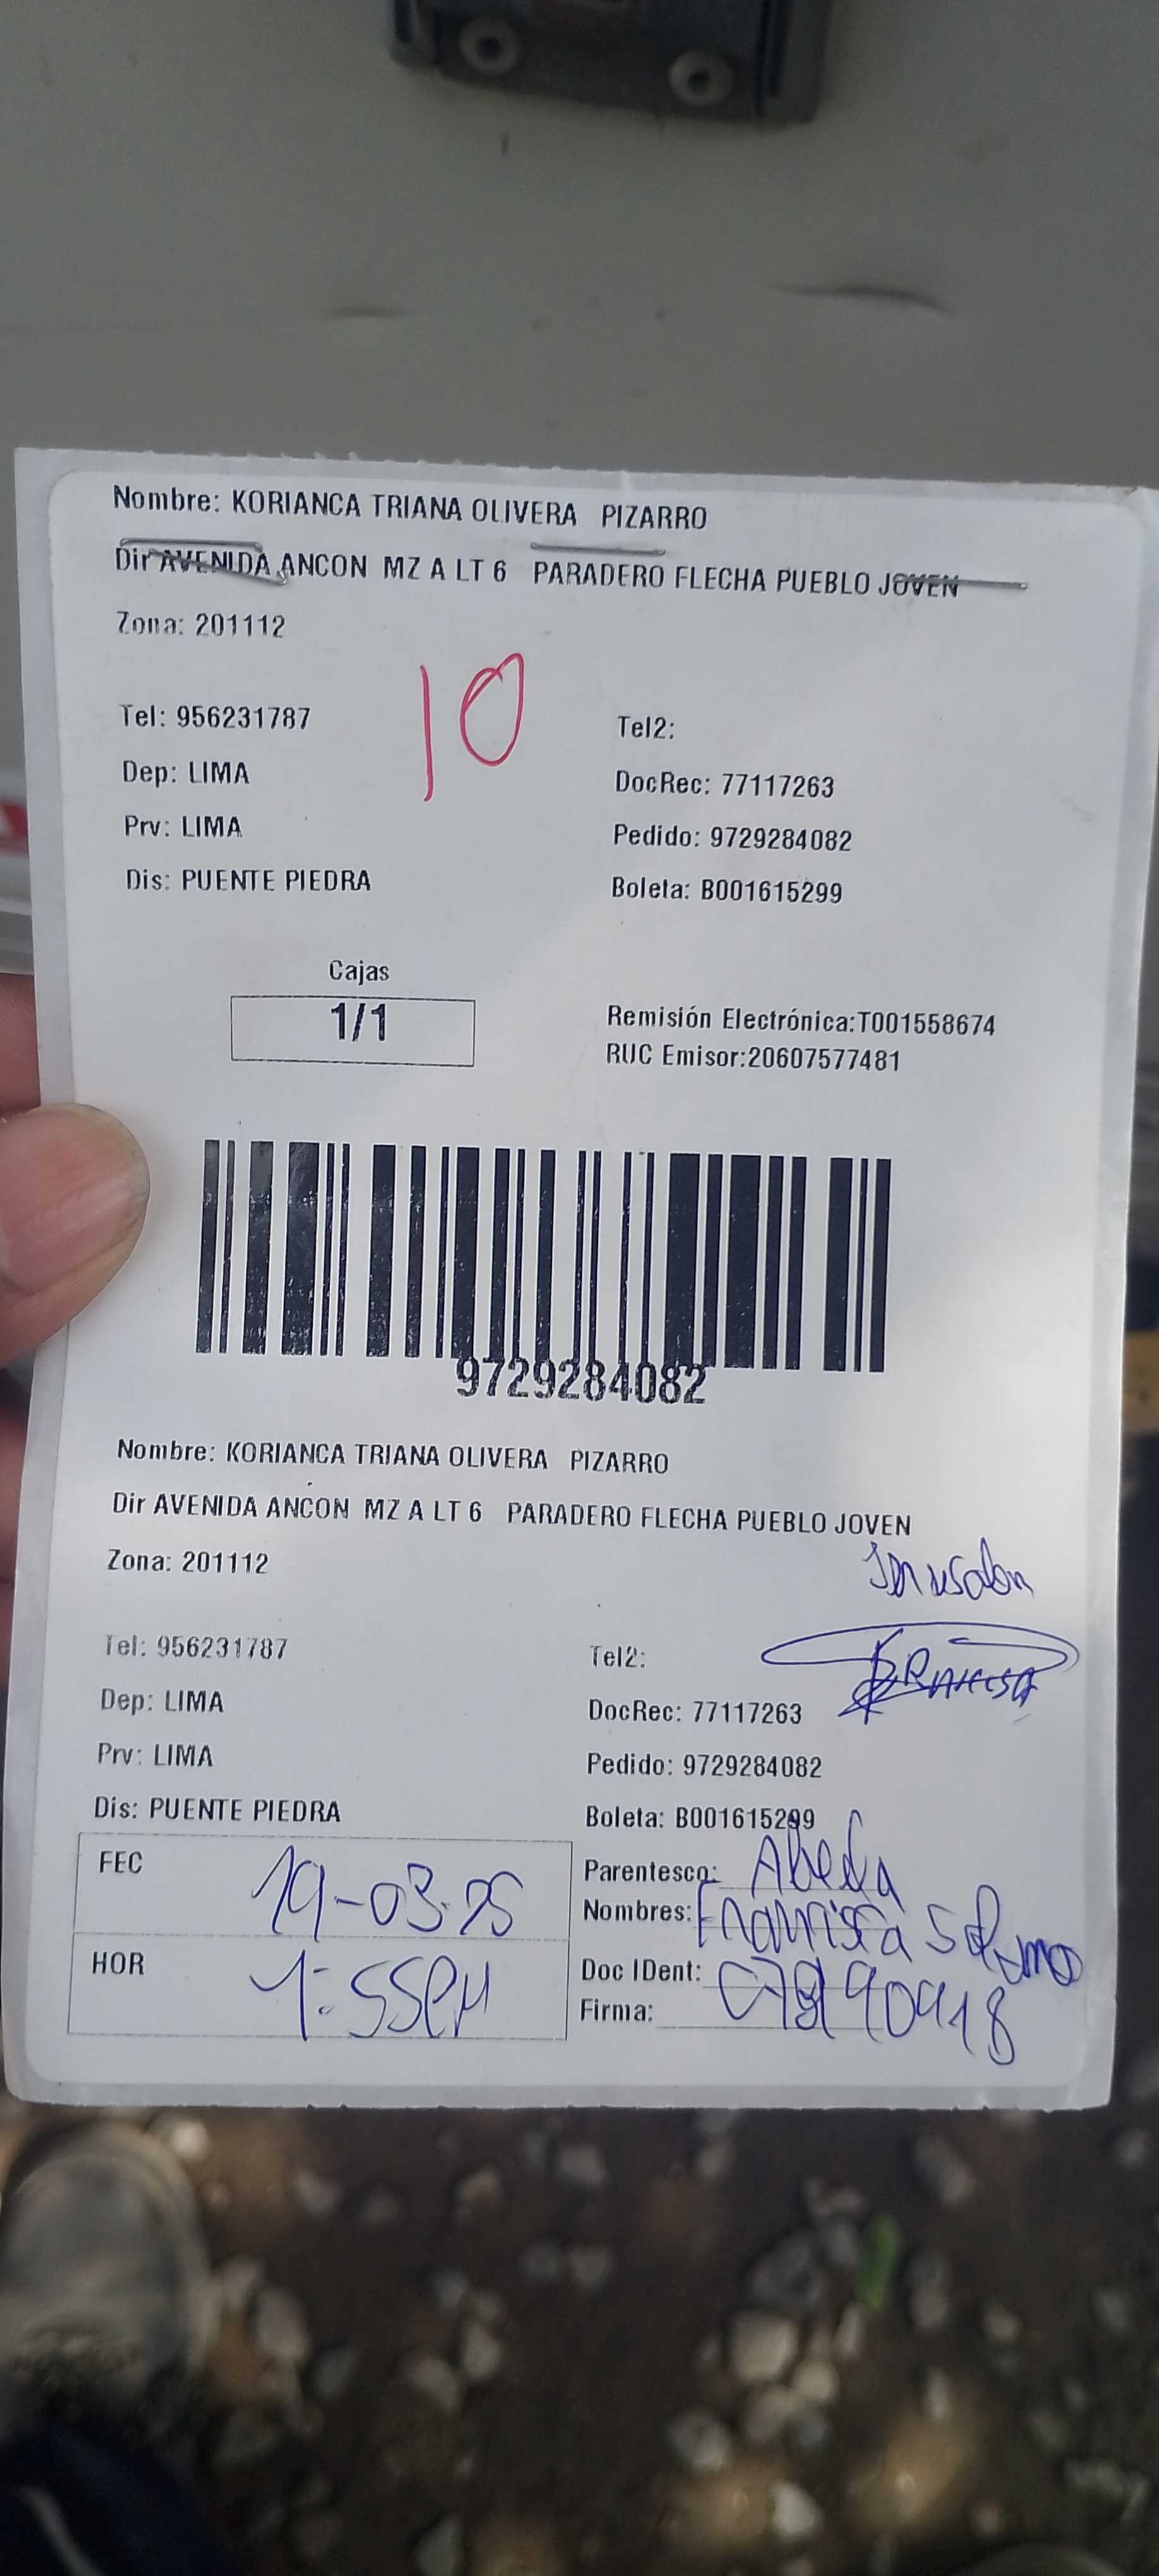 Nombre: KORIANCA TRIANA OLIVERA PIZARRO
Dir AVENIDA ANCON MZ A LT 6 PARADERO FLECHA PUEBLO JOVEN
Zona: 201112
10
Tel: 956231787
Tel2:
Dep: LIMA
DocRec: 77117263
Prv: LIMA
Pedido: 9729284082
Dis: PUENTE PIEDRA
Boleta: B001615299
Cajas
1/1
Remisión Electrónica:T001558674
RUC Emisor:20607577481
9729284082
Nombre: KORIANCA TRIANA OLIVERA PIZARRO
Dir AVENIDA ANCON MZ A LT 6 PARADERO FLECHA PUEBLO JOVEN
Zona: 201112
Tel: 956231787
Tel2:
Dep: LIMA
DocRec: 77117263
Prv: LIMA
Pedido: 9729284082
Dis: PUENTE PIEDRA
Boleta: B001615299
FEC 19-03-25
Parentesco: Abela
Nombres:
HOR 1:55PM
Doc IDent:
Firma: